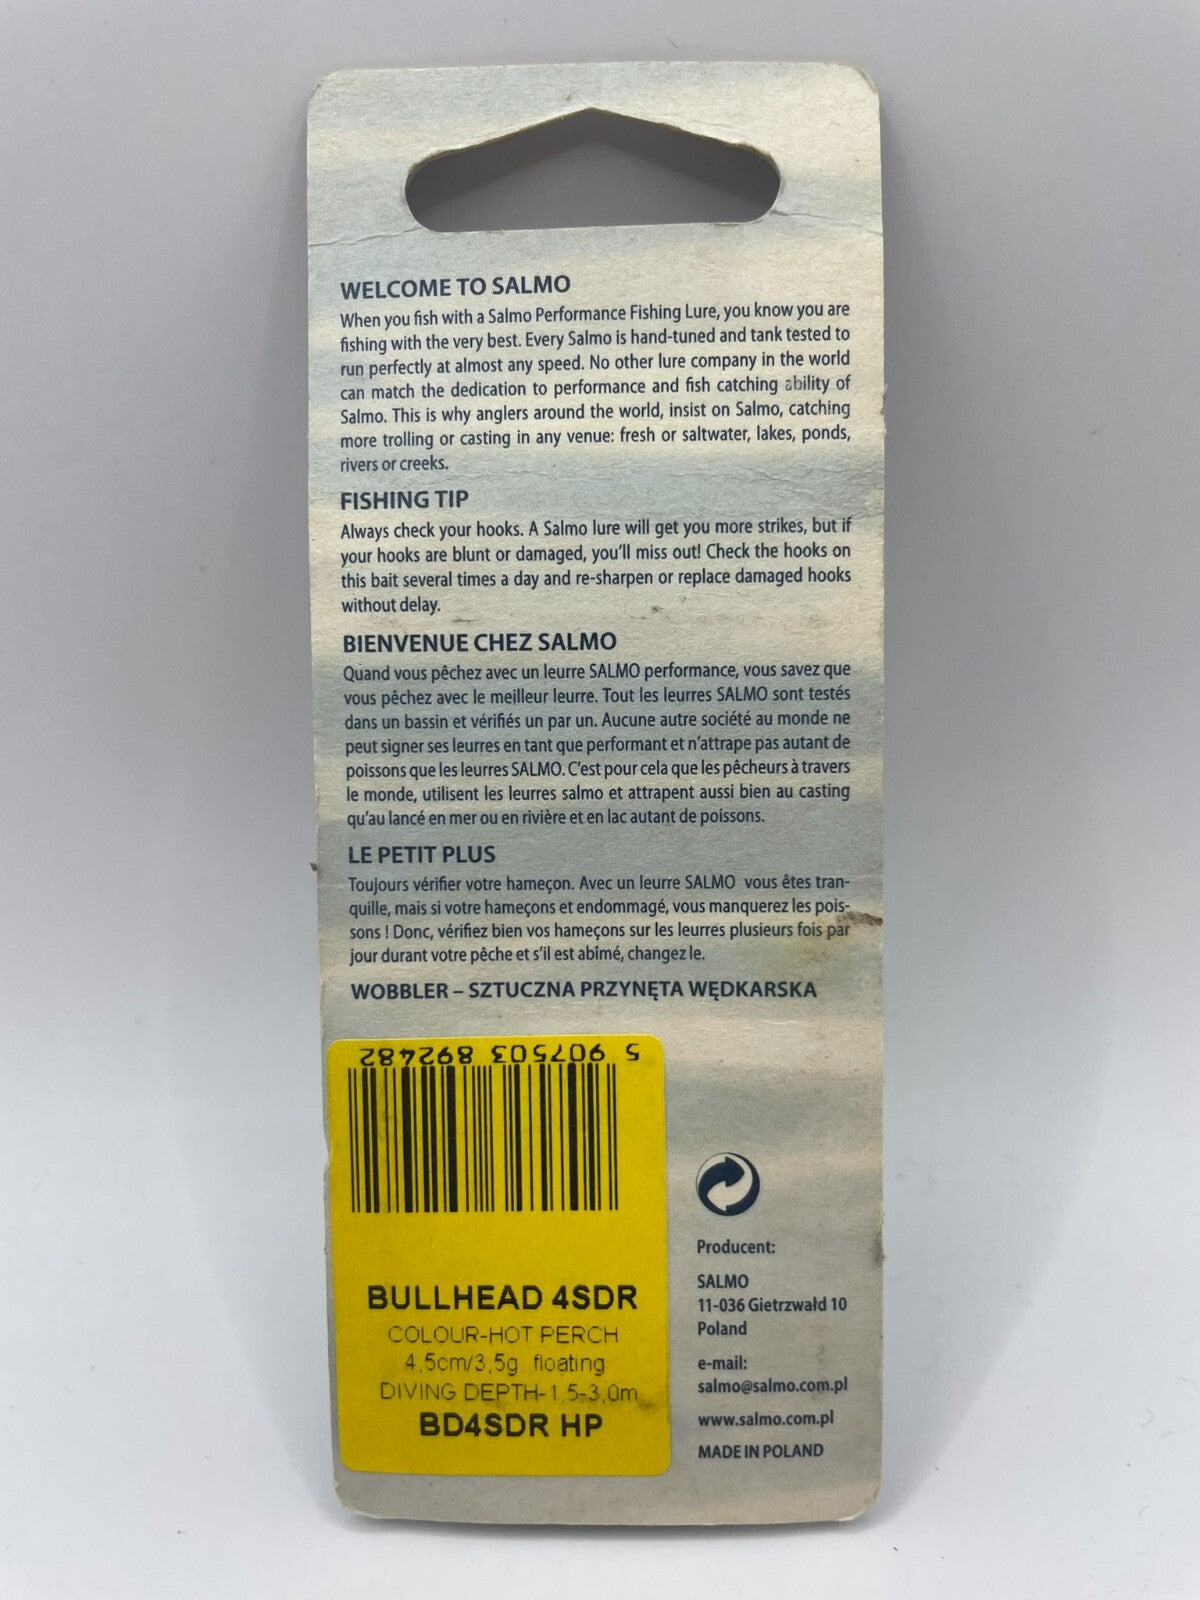 WELCOME TO SALMO
When you fish with a Salmo Performance Fishing Lure, you know you are
fishing with the very best. Every Salmo is hand-tuned and tank tested to
run perfectly at almost any speed. No other lure company in the world
can match the dedication to performance and fish catching ability of
Salmo. This is why anglers around the world, insist on Salmo, catching
more trolling or casting in any venue: fresh or saltwater, lakes, ponds,
rivers or creeks.
FISHING TIP
Always check your hooks. A Salmo lure will get you more strikes, but if
your hooks are blunt or damaged, you'll miss out! Check the hooks on
this bait several times a day and re-sharpen or replace damaged hooks
without delay.
BIENVENUE CHEZ SALMO
Quand vous pêchez avec un leurre SALMO performance, vous savez que
vous pêchez avec le meilleur leurre. Tout les leurres SALMO sont testés
dans un bassin et vérifiés un par un. Aucune autre société au monde ne
peut signer ses leurres en tant que performant et n'attrape pas autant de
poissons que les leurres SALMO. C'est pour cela que les pêcheurs à travers
le monde, utilisent les leurres salmo et attrapent aussi bien au casting
qu'au lancé en mer ou en rivière et en lac autant de poissons.
LE PETIT PLUS
Toujours vérifier votre hameçon. Avec un leurre SALMO vous êtes tran-
quille, mais si votre hameçons et endommagé, vous manquerez les pois-
sons ! Donc, vérifiez bien vos hameçons sur les leurres plusieurs fois par
jour durant votre pêche et s'il est abîmé, changez le.
WOBBLER – SZTUCZNA PRZYNĘTA WĘDKARSKA
5 907503 892482
BULLHEAD 4SDR
COLOUR-HOT PERCH
4,5cm/3,5g floating
DIVING DEPTH-1,5-3,0m
BD4SDR HP
Producent:
SALMO
11-036 Gietrzwałd 10
Poland
e-mail:
salmo@salmo.com.pl
www.salmo.com.pl
MADE IN POLAND